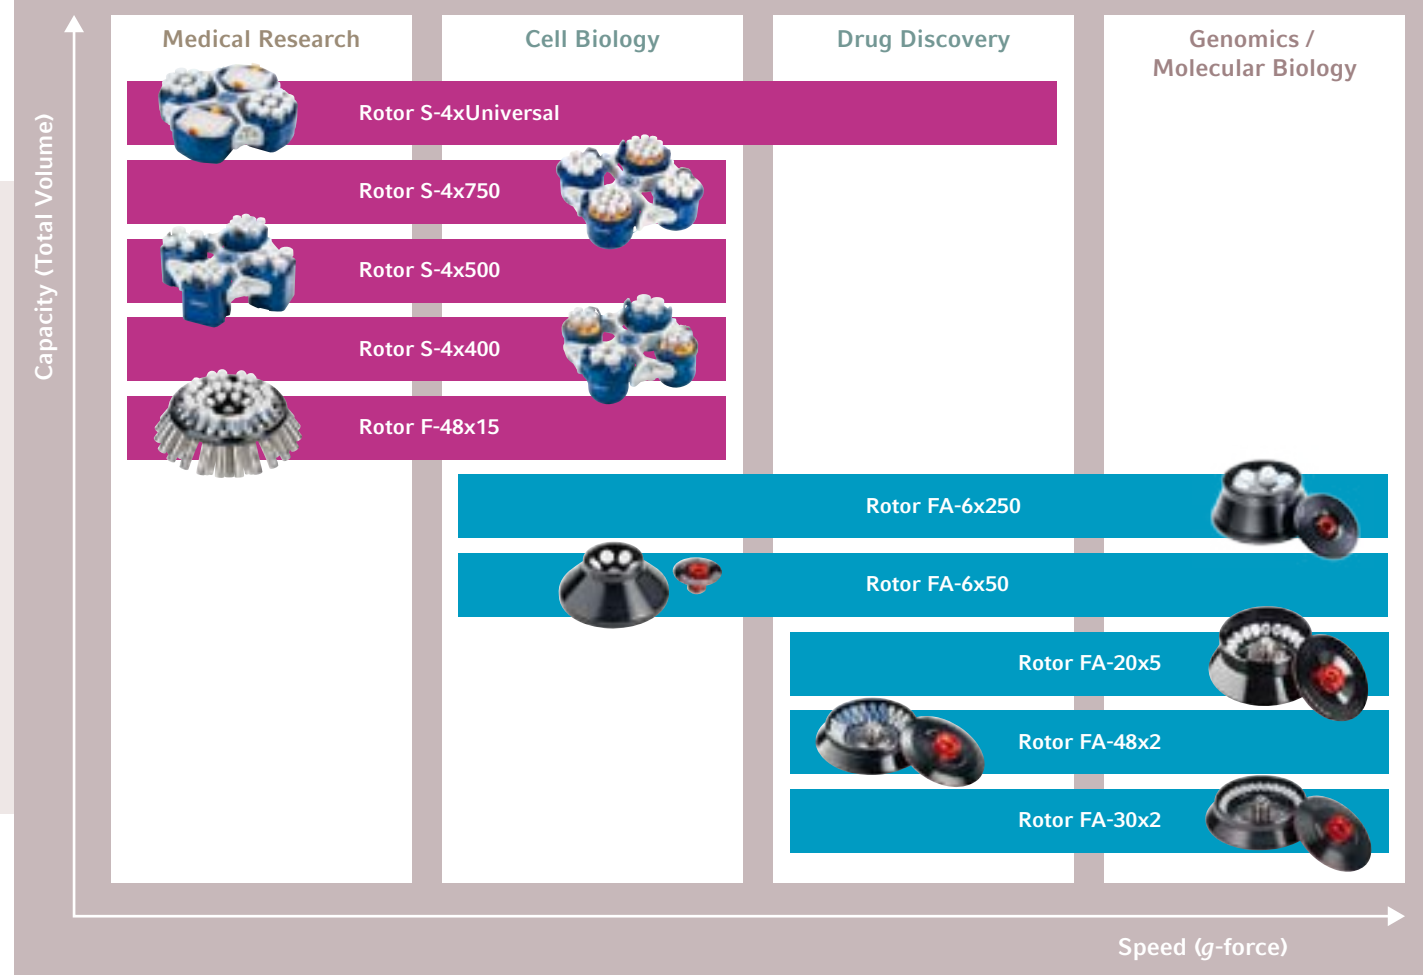 Medical Research
Cell Biology
Drug Discovery
Genomics /
Molecular Biology
Capacity (Total Volume)
Rotor S-4xUniversal
Rotor S-4x750
Rotor S-4x500
Rotor S-4x400
Rotor F-48x15
Rotor FA-6x250
Rotor FA-6x50
Rotor FA-20x5
Rotor FA-48x2
Rotor FA-30x2
Speed (g-force)